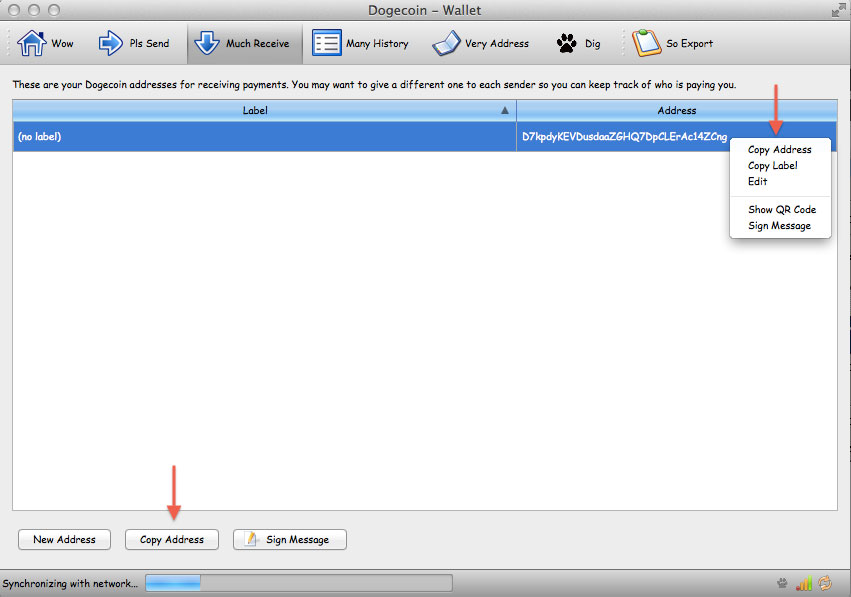 Dogecoin – Wallet
Wow Pls Send Much Receive Many History Very Address Dig So Export
These are your Dogecoin addresses for receiving payments. You may want to give a different one to each sender so you can keep track of who is paying you.
Label Address
(no label) D7kpdyKEVDusdaaZGHQ7DpCLErAc14ZCng
Copy Address
Copy Label
Edit
Show QR Code
Sign Message
New Address Copy Address Sign Message
Synchronizing with network...